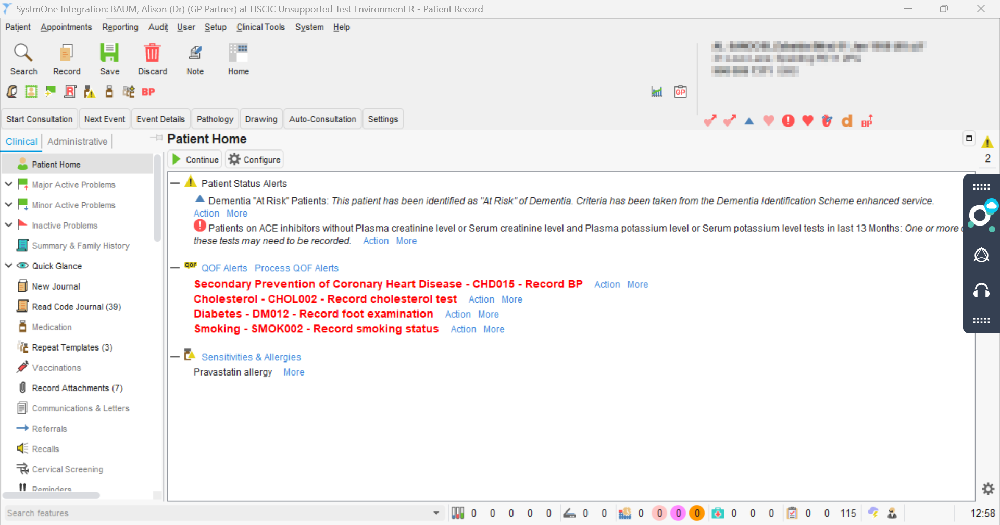 SystmOne Integration: BAUM, Alison (Dr) (GP Partner) at HSCIC Unsupported Test Environment R - Patient Record
Patient Appointments Reporting Audit User Setup Clinical Tools System Help
Search Record Save Discard Note Home
R BP GP
Start Consultation Next Event Event Details Pathology Drawing Auto-Consultation Settings
d BP
Clinical Administrative
Patient Home
2
Continue Configure
Patient Home
Major Active Problems
Minor Active Problems
Inactive Problems
Summary & Family History
Quick Glance
New Journal
Read Code Journal (39)
Medication
Repeat Templates (3)
Vaccinations
Record Attachments (7)
Communications & Letters
Referrals
Recalls
Cervical Screening
Reminders
Patient Status Alerts
Dementia "At Risk" Patients: This patient has been identified as "At Risk" of Dementia. Criteria has been taken from the Dementia Identification Scheme enhanced service.
Action More
Patients on ACE inhibitors without Plasma creatinine level or Serum creatinine level and Plasma potassium level or Serum potassium level tests in last 13 Months: One or more
these tests may need to be recorded. Action More
QOF QOF Alerts Process QOF Alerts
Secondary Prevention of Coronary Heart Disease - CHD015 - Record BP Action More
Cholesterol - CHOL002 - Record cholesterol test Action More
Diabetes - DM012 - Record foot examination Action More
Smoking - SMOK002 - Record smoking status Action More
Sensitivities & Allergies
Pravastatin allergy More
Search features 0 0 0 0 0 0 0 0 0 0 0 0 0 0 0 0 115 12:58